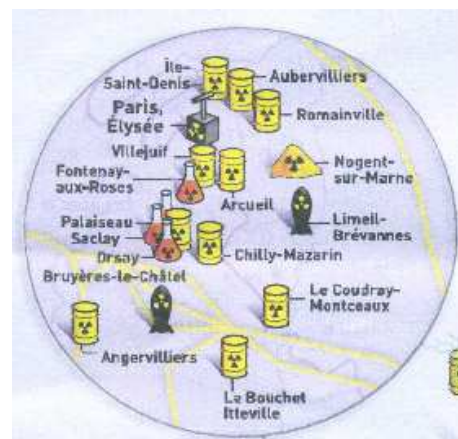 Île-
Saint-Denis
Aubervilliers
Paris,
Élysée
Romainville
Villejuif
Fontenay-
aux-Roses
Nogent-
sur-Marne
Arcueil
Limeil-
Brévannes
Palaiseau
Saclay
Orsay
Chilly-Mazarin
Bruyères-le-Châtel
Le Coudray-
Montceaux
Angervilliers
Le Bouchet
Itteville